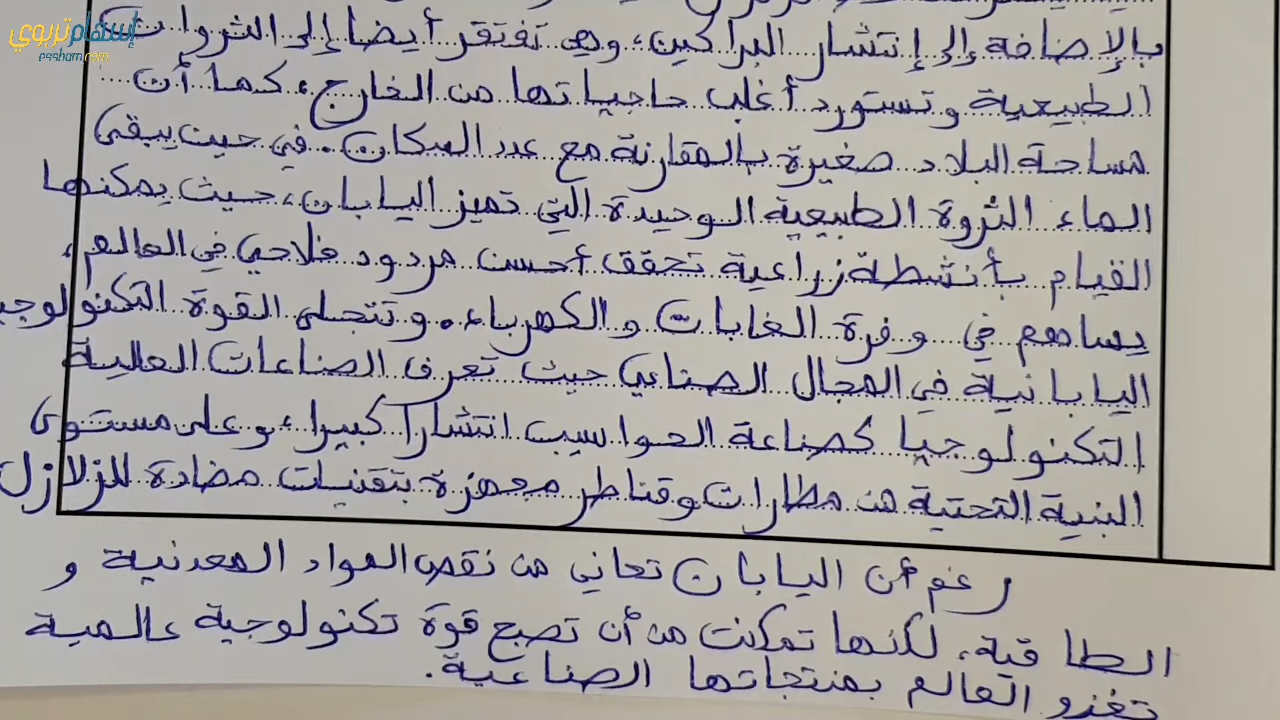 إسهام تربوي
essham.com
بالإضافة إلى إنتشار البراكين، وهي تفتقر أيضا إلى الثروات
الطبيعية وتستورد أغلب حاجياتها من الخارج، كما أن
مساحة البلاد صغيرة بالمقارنة مع عدد السكان. في حين يبقى
الماء الثروة الطبيعية الوحيدة التي تميز اليابان، حيث يمكنها
القيام بأنشطة زراعية تحقق أحسن مردود فلاحي في العالم،
يساهم في وفرة الغابات والكهرباء. وتتجلى القوة التكنولوجي
اليابانية في المجال الصناعي حيث تعرف الصناعات العالية
التكنولوجيا كصناعة الحواسيب انتشارا كبيرا، وعلى مستوى
البنية التحتية من مطارات وقناطر مجهزة بتقنيات مضادة للزلازل
رغم أن اليابان تعاني من نقص المواد المعدنية و
الطاقية، لكنها تمكنت من أن تصبح قوة تكنولوجية عالمية
تغزو العالم بمنتجاتها الصناعية.